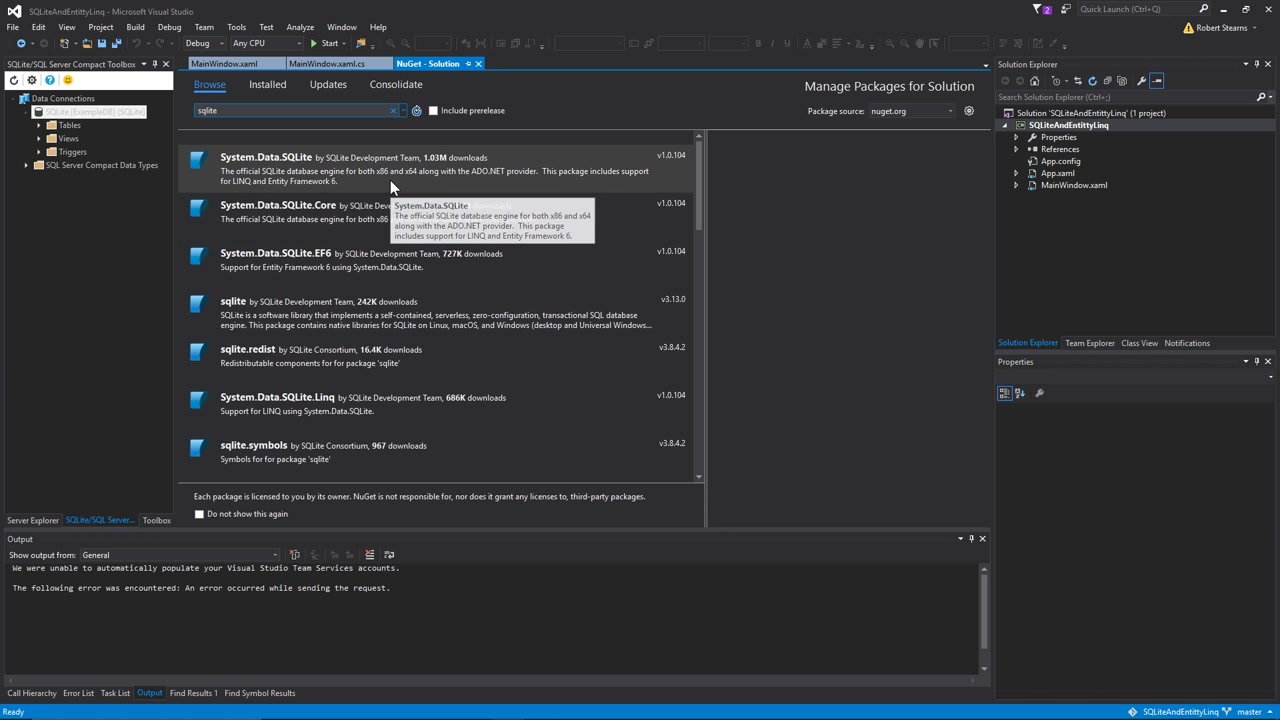 SQLiteAndEntittyLinq - Microsoft Visual Studio
2
Quick Launch (Ctrl+Q)
File Edit View Project Build Debug Team Systems Tools Test Analyze Window Help
Robert Stearns
Debug Any CPU Start
SQLite/SQL Server Compact Toolbox
Data Connections
SQLite [ExampleDB] (SQLite)
Tables
Views
Triggers
SQL Server Compact Data Types
Server Explorer SQLite/SQL Server... Toolbox
MainWindow.xaml MainWindow.xaml.cs NuGet - Solution
Browse Installed Updates Consolidate
Manage Packages for Solution
sqlite
Include prerelease
Package source: nuget.org
System.Data.SQLite by SQLite Development Team, 1.03M downloads v1.0.104
The official SQLite database engine for both x86 and x64 along with the ADO.NET provider. This package includes support
for LINQ and Entity Framework 6.
System.Data.SQLite.Core by SQLite Deve v1.0.104
The official SQLite database engine for both x86
System.Data.SQLite
The official SQLite database engine for both x86 and x64
along with the ADO.NET provider. This package
includes support for LINQ and Entity Framework 6.
System.Data.SQLite.EF6 by SQLite Development Team, 727K downloads v1.0.104
Support for Entity Framework 6 using System.Data.SQLite.
sqlite by SQLite Development Team, 242K downloads v3.13.0
SQLite is a software library that implements a self-contained, serverless, zero-configuration, transactional SQL database
engine. This package contains native libraries for SQLite on Linux, macOS, and Windows (desktop and Universal Windows...
sqlite.redist by SQLite Consortium, 16.4K downloads v3.8.4.2
Redistributable components for for package 'sqlite'
System.Data.SQLite.Linq by SQLite Development Team, 686K downloads v1.0.104
Support for LINQ using System.Data.SQLite.
sqlite.symbols by SQLite Consortium, 967 downloads v3.8.4.2
Symbols for for package 'sqlite'
Each package is licensed to you by its owner. NuGet is not responsible for, nor does it grant any licenses to, third-party packages.
Do not show this again
Solution Explorer
Search Solution Explorer (Ctrl+;)
Solution 'SQLiteAndEntittyLinq' (1 project)
SQLiteAndEntittyLinq
Properties
References
App.config
App.xaml
MainWindow.xaml
Solution Explorer Team Explorer Class View Notifications
Properties
Output
Show output from: General
We were unable to automatically populate your Visual Studio Team Services accounts.
The following error was encountered: An error occurred while sending the request.
Call Hierarchy Error List Task List Output Find Results 1 Find Symbol Results
Ready
SQLiteAndEntittyLinq master